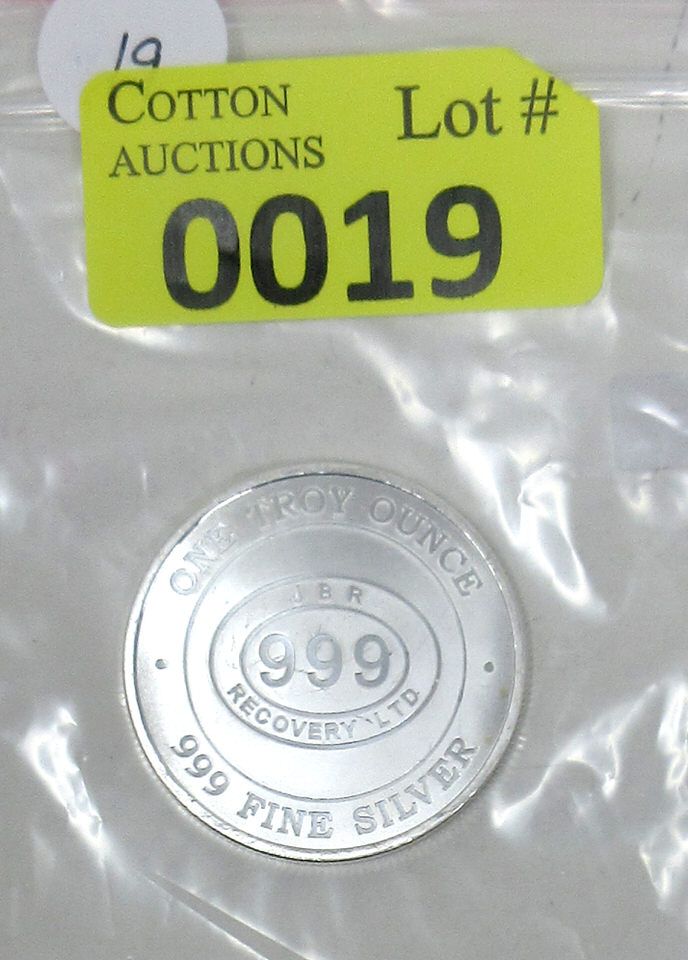 19
COTTON
AUCTIONS
Lot #
0019
ONE TROY OUNCE
JBR
999
RECOVERY LTD
999 FINE SILVER